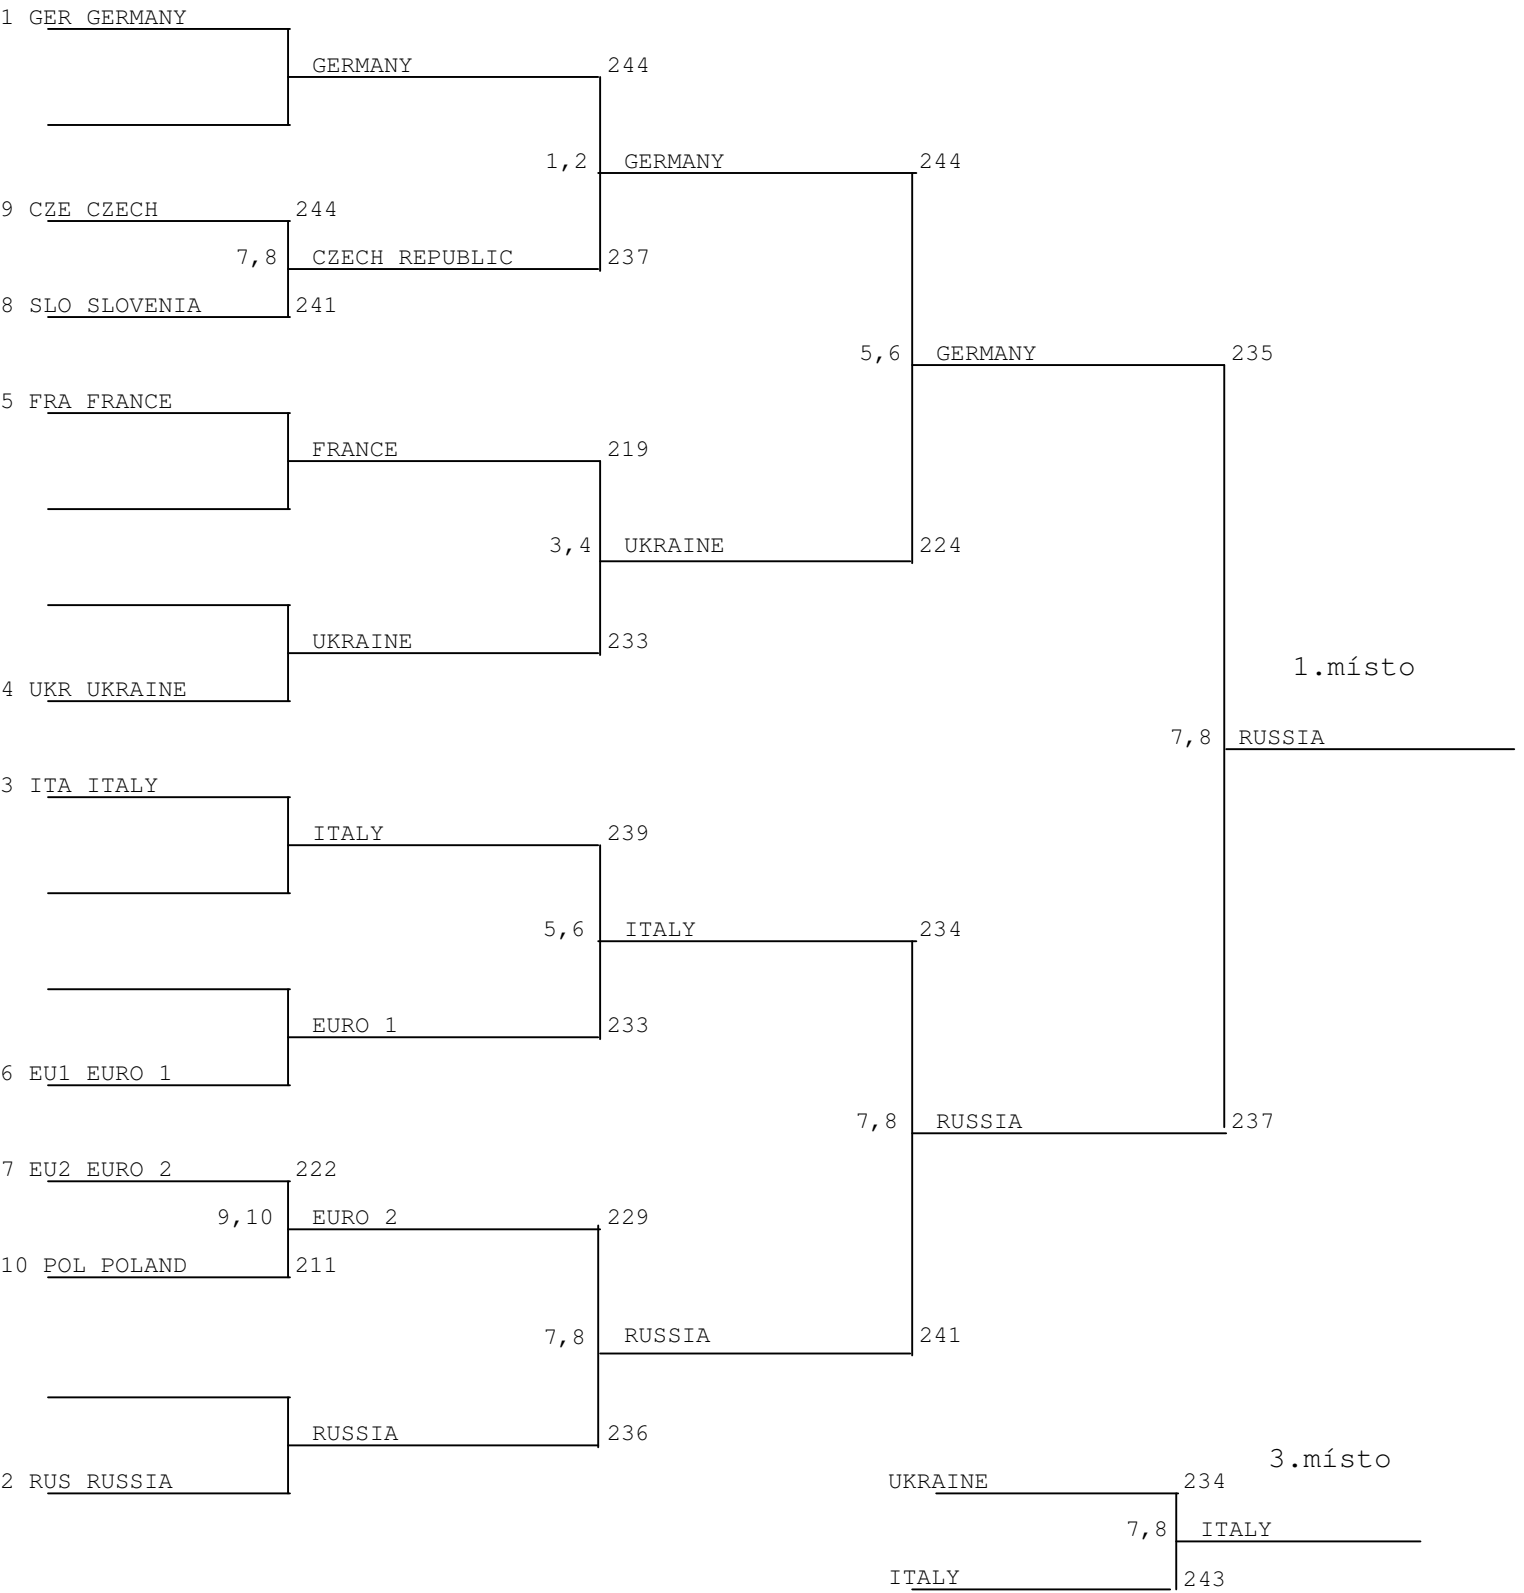 1 GER GERMANY
GERMANY 244
1,2 GERMANY 244
9 CZE CZECH 244
7,8 CZECH REPUBLIC 237
8 SLO SLOVENIA 241
5,6 GERMANY 235
5 FRA FRANCE
FRANCE 219
3,4 UKRAINE 224
UKRAINE 233
1.místo
4 UKR UKRAINE
7,8 RUSSIA
3 ITA ITALY
ITALY 239
5,6 ITALY 234
EURO 1 233
6 EU1 EURO 1
7,8 RUSSIA 237
7 EU2 EURO 2 222
9,10 EURO 2 229
10 POL POLAND 211
7,8 RUSSIA 241
RUSSIA 236
3.místo
2 RUS RUSSIA
UKRAINE 234
7,8 ITALY
ITALY 243